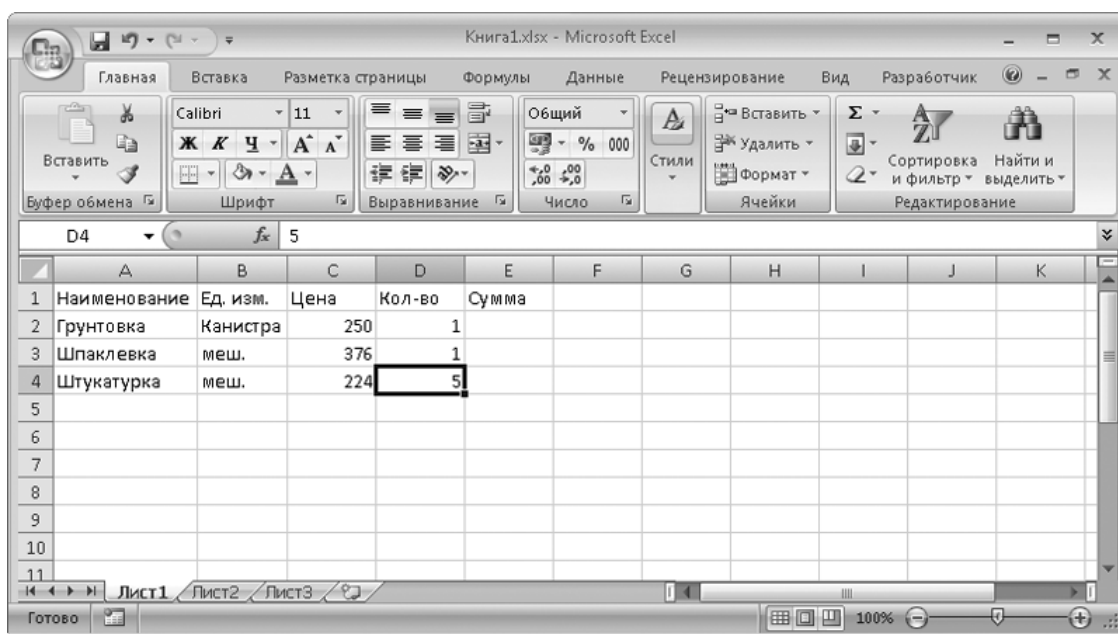 Книга1.xlsx - Microsoft Excel
Главная Вставка Разметка страницы Формулы Данные Рецензирование Вид Разработчик
Calibri 11 Общий Вставить Σ
Ж К Ч А А % 000 Удалить
Вставить Стили Сортировка Найти и
А ,00 ,0 Формат и фильтр выделить
Буфер обмена Шрифт Выравнивание Число Ячейки Редактирование
D4 fx 5
A B C D E F G H I J K
1 Наименование Ед. изм. Цена Кол-во Сумма
2 Грунтовка Канистра 250 1
3 Шпаклевка меш. 376 1
4 Штукатурка меш. 224 5
5
6
7
8
9
10
11
Лист1 Лист2 Лист3
Готово 100%